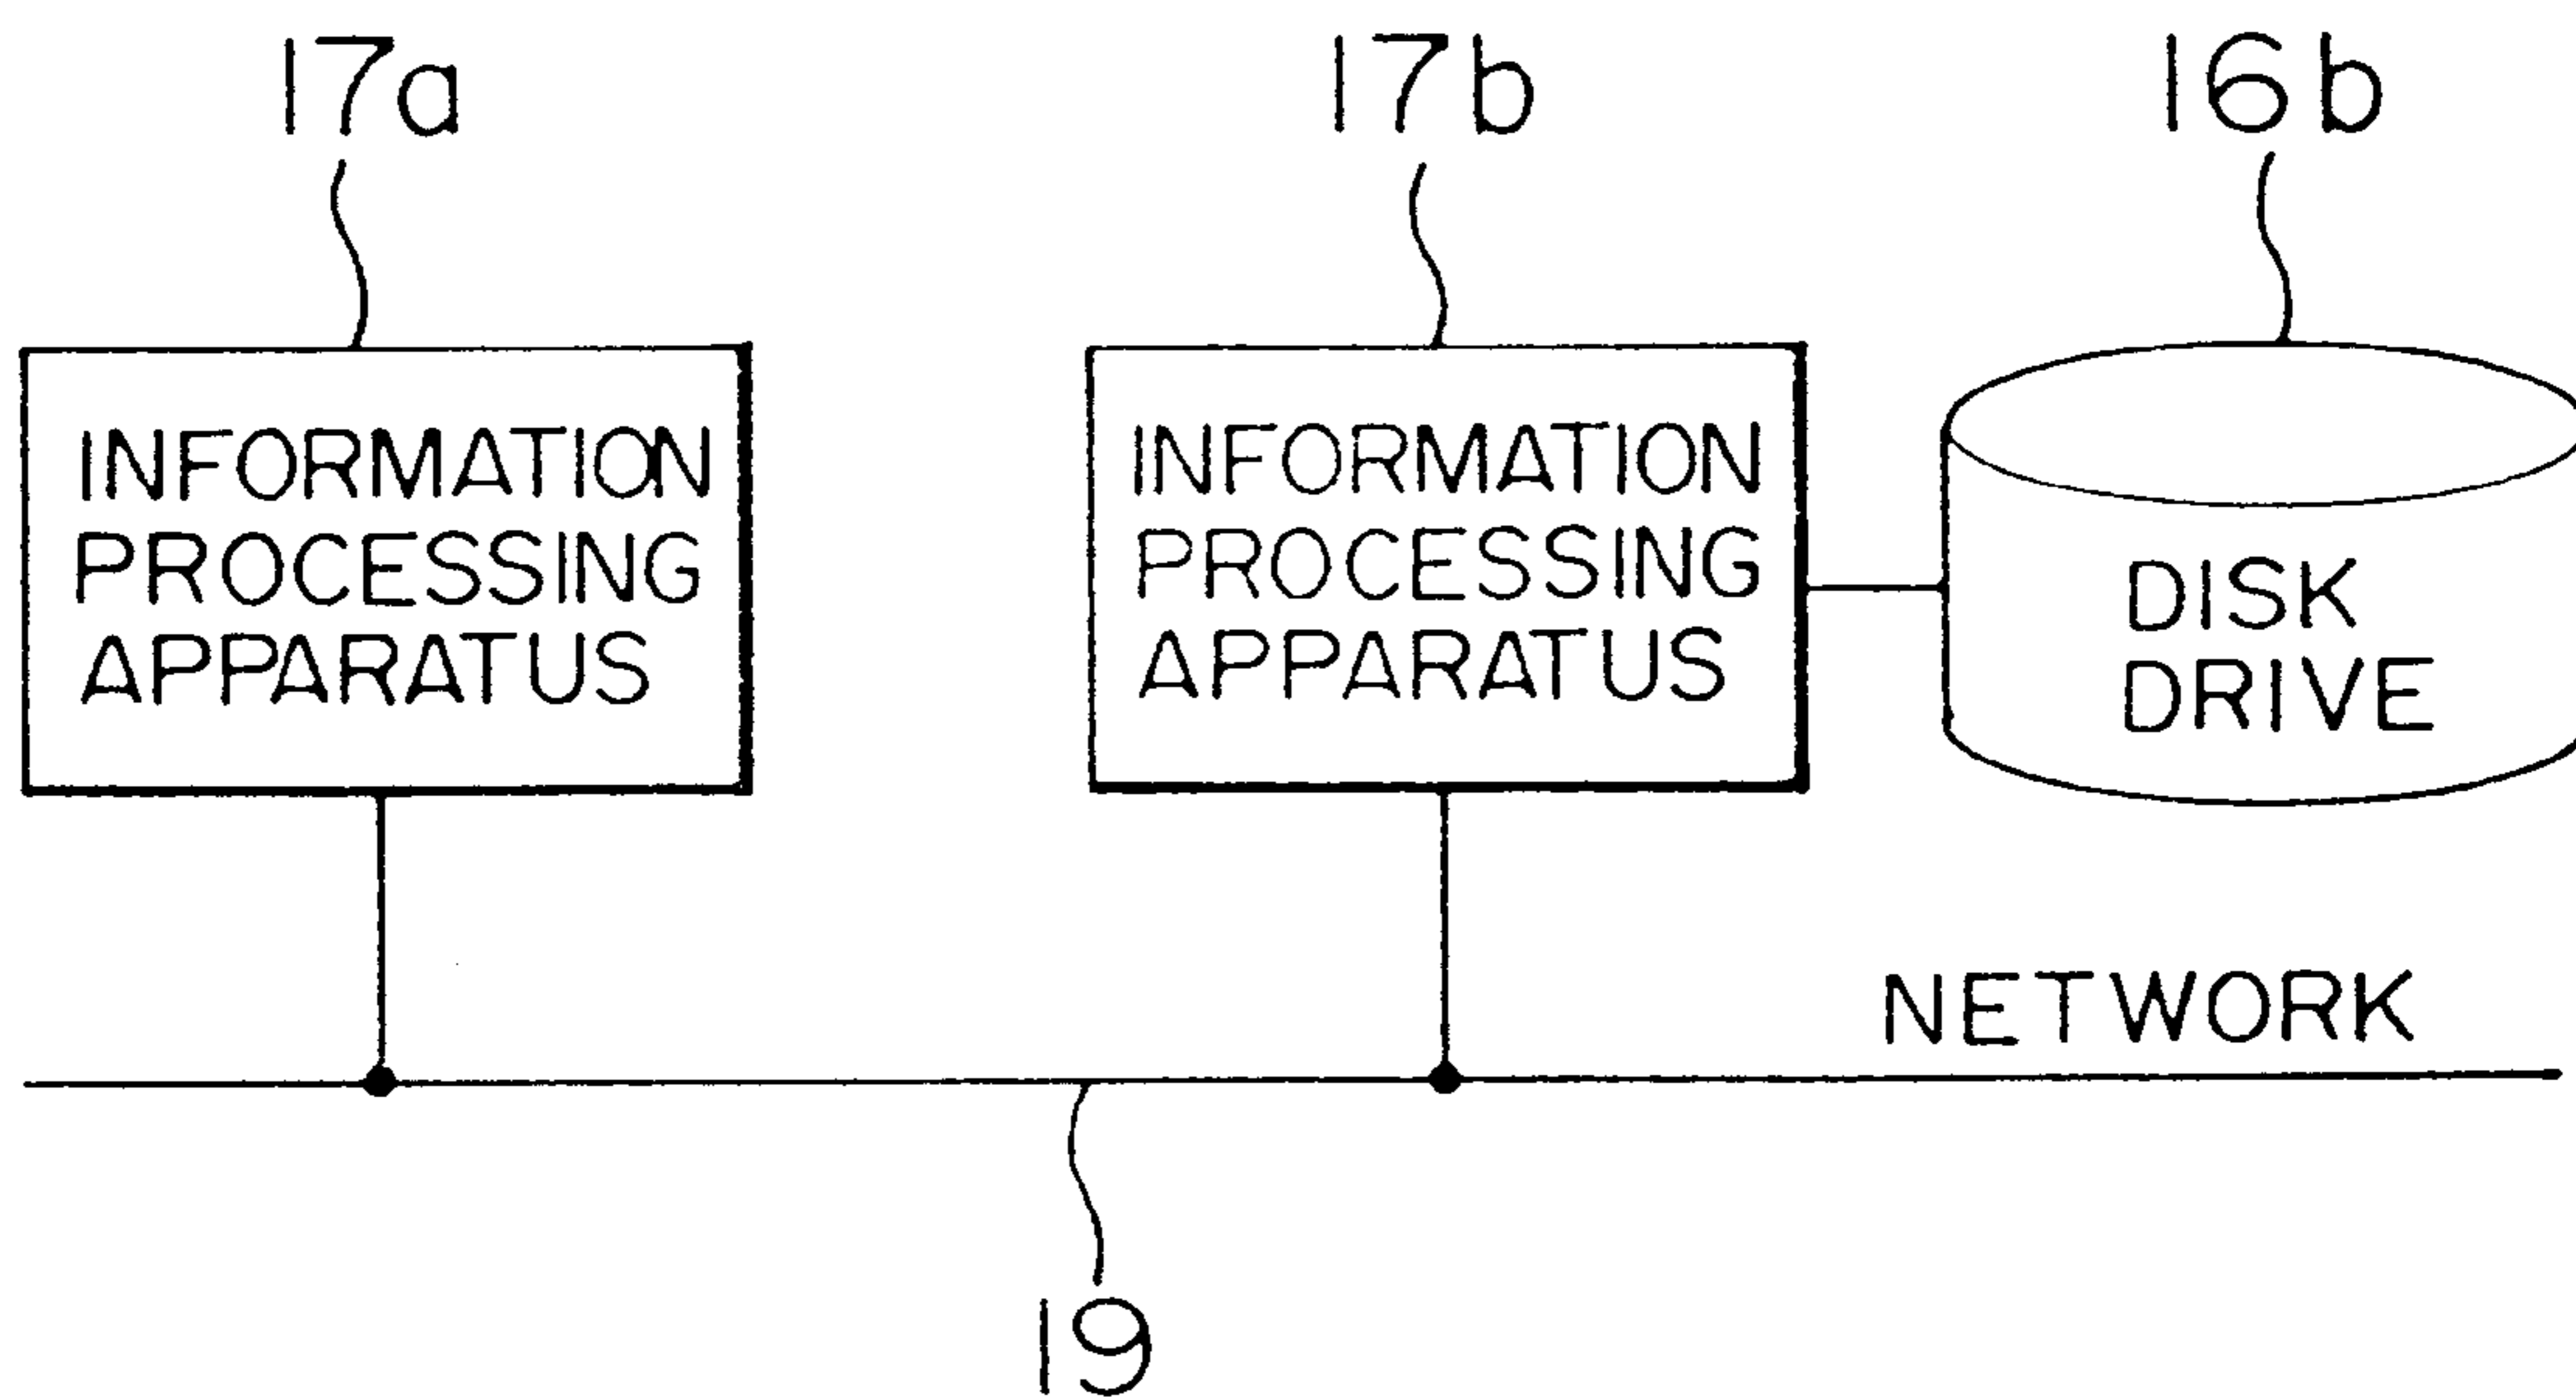 17a
17b
16b
INFORMATION
PROCESSING
APPARATUS
INFORMATION
PROCESSING
APPARATUS
DISK
DRIVE
NETWORK
19